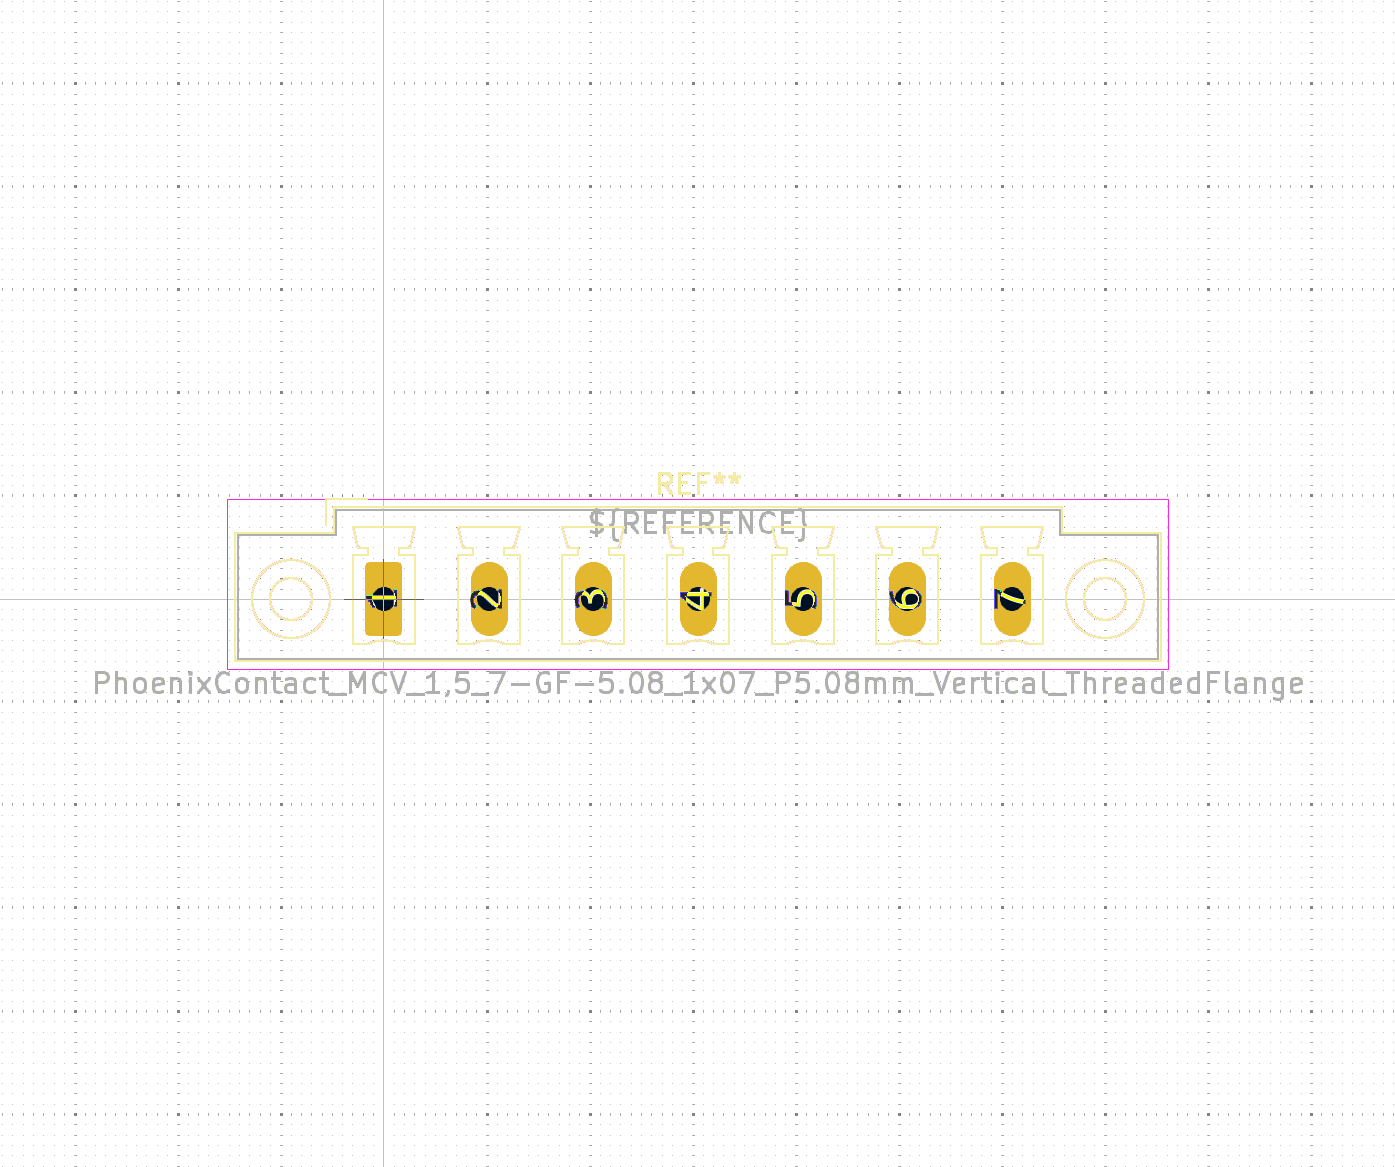 REF**
${REFERENCE}
1 2 3 4 5 6 7
PhoenixContact_MCV_1,5_7-GF-5.08_1x07_P5.08mm_Vertical_ThreadedFlange